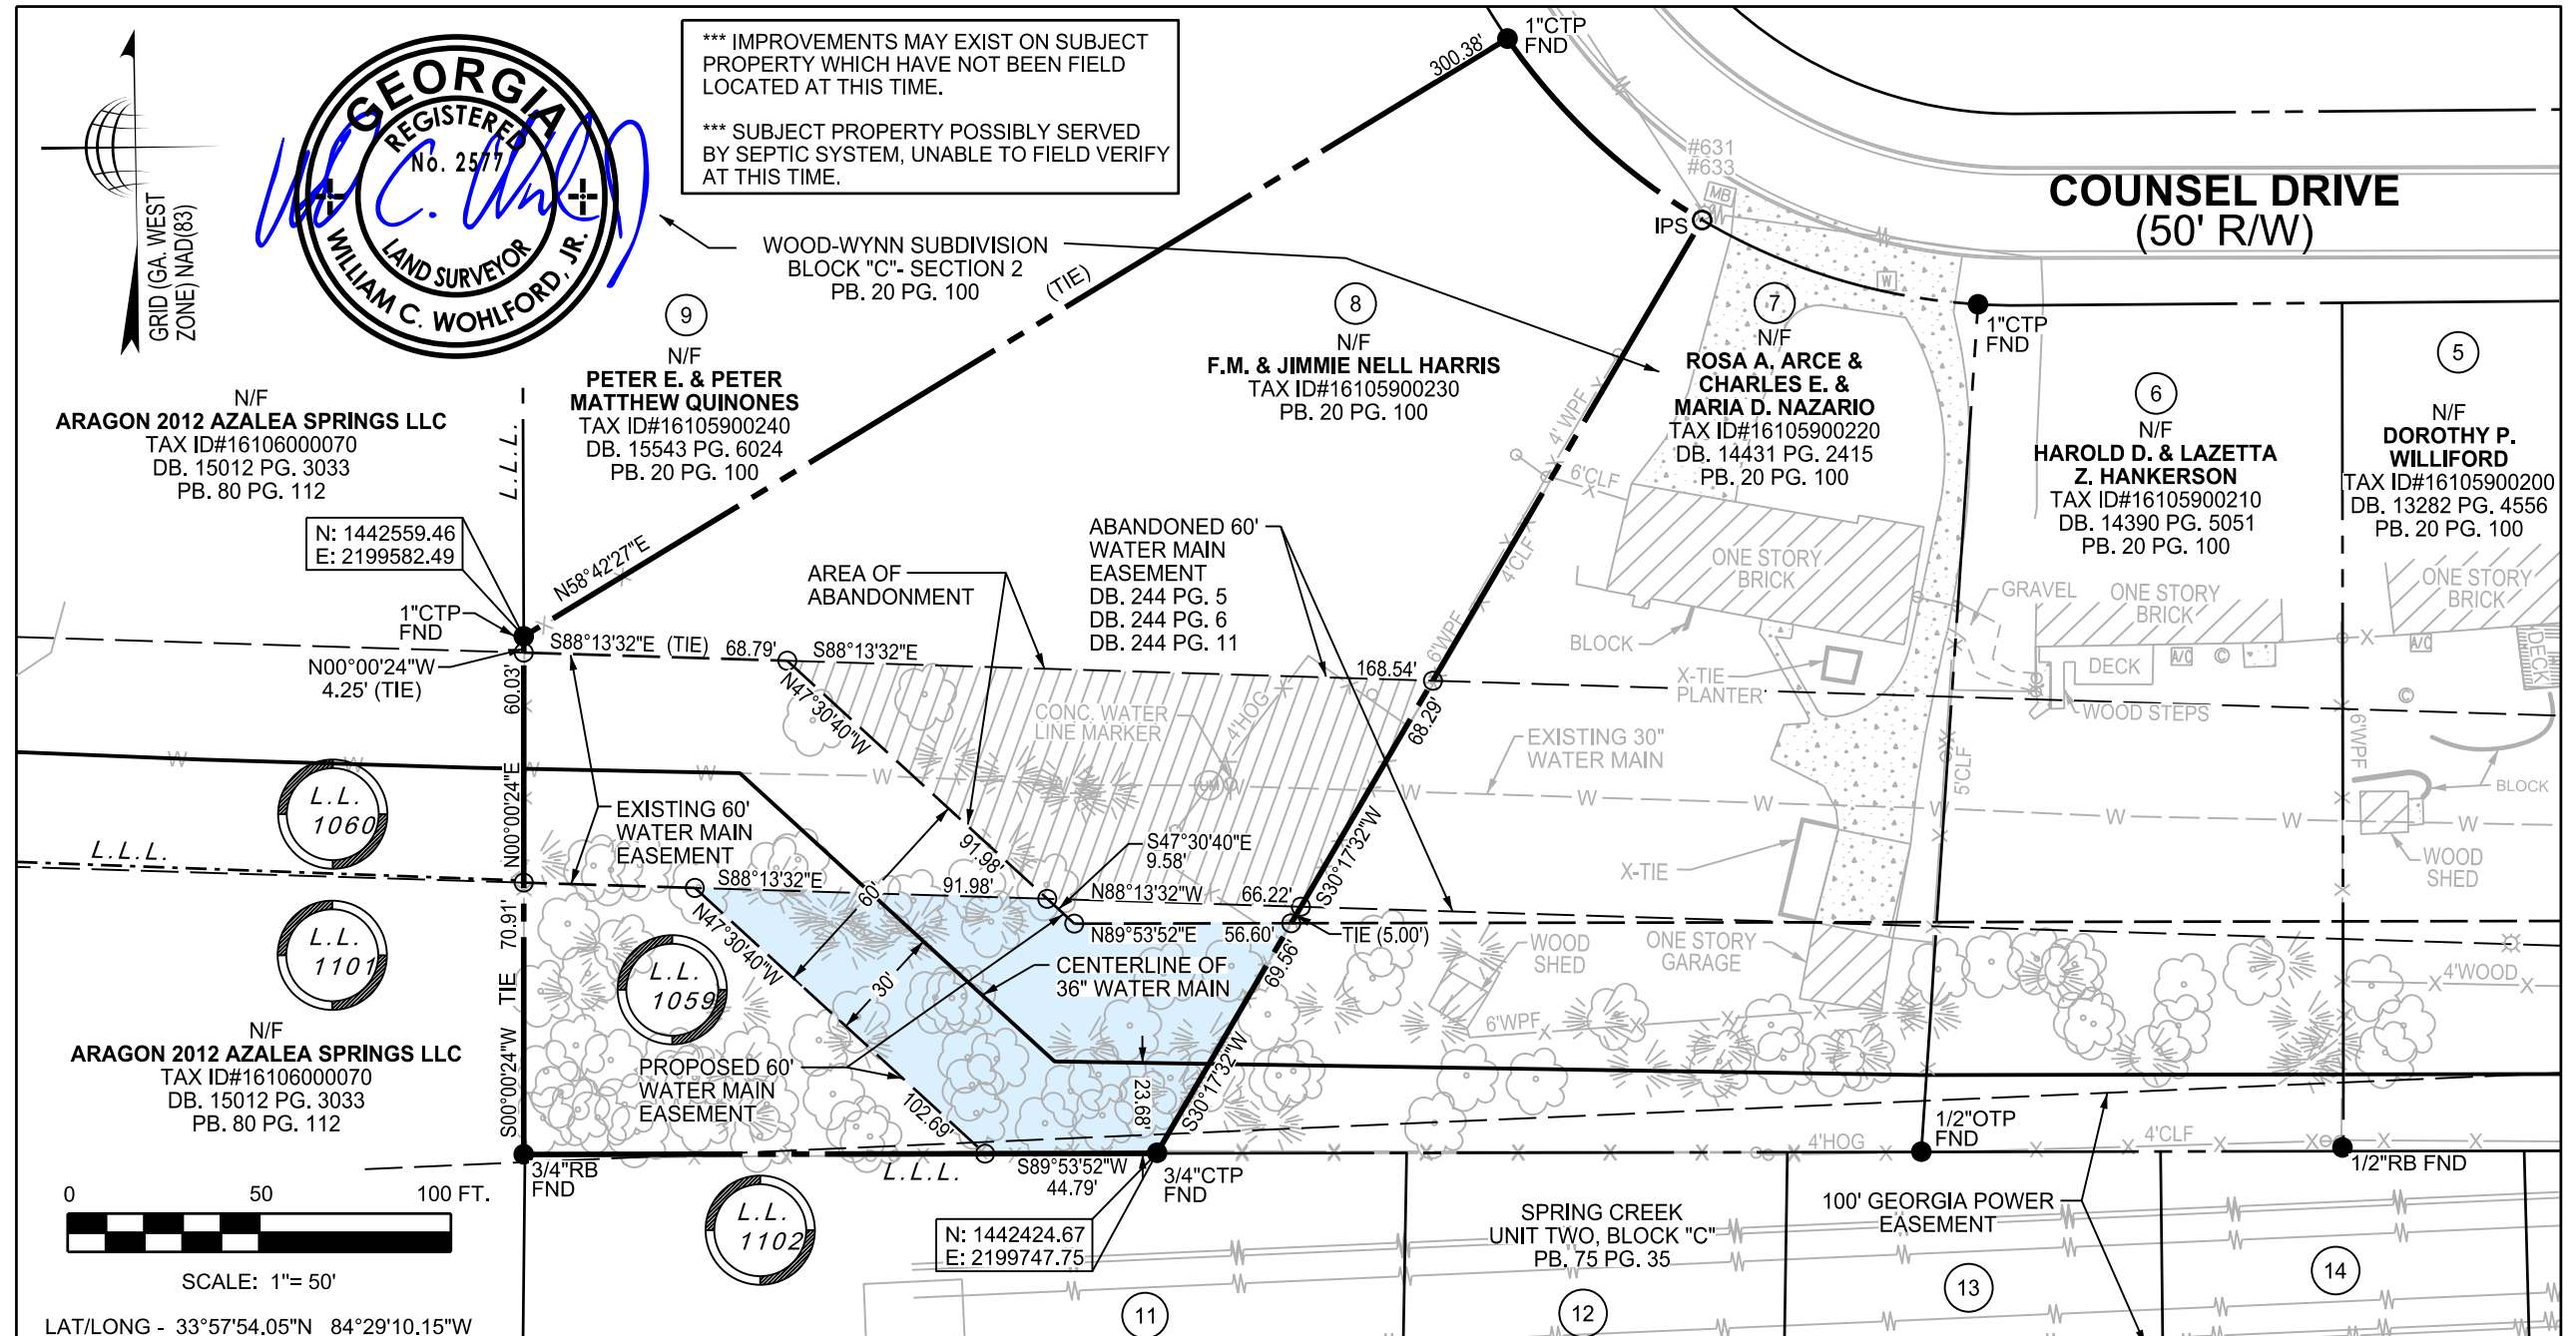 *** IMPROVEMENTS MAY EXIST ON SUBJECT
PROPERTY WHICH HAVE NOT BEEN FIELD
LOCATED AT THIS TIME.
*** SUBJECT PROPERTY POSSIBLY SERVED
BY SEPTIC SYSTEM, UNABLE TO FIELD VERIFY
AT THIS TIME.
GEORGIA
REGISTERED
No. 2577
LAND SURVEYOR
WILLIAM C. WOHLFORD, JR.
GRID (GA. WEST
ZONE) NAD(83)
WOOD-WYNN SUBDIVISION
BLOCK "C"- SECTION 2
PB. 20 PG. 100
1"CTP
FND
300.38'
(TIE)
N58°42'27"E
#631
#633
MB
IPS
W
COUNSEL DRIVE
(50' R/W)
1"CTP
FND
N/F
ARAGON 2012 AZALEA SPRINGS LLC
TAX ID#16106000070
DB. 15012 PG. 3033
PB. 80 PG. 112
L.L.L.
9
N/F
PETER E. & PETER
MATTHEW QUINONES
TAX ID#16105900240
DB. 15543 PG. 6024
PB. 20 PG. 100
8
N/F
F.M. & JIMMIE NELL HARRIS
TAX ID#16105900230
PB. 20 PG. 100
7
N/F
ROSA A. ARCE &
CHARLES E. &
MARIA D. NAZARIO
TAX ID#16105900220
DB. 14431 PG. 2415
PB. 20 PG. 100
6
N/F
HAROLD D. & LAZETTA
Z. HANKERSON
TAX ID#16105900210
DB. 14390 PG. 5051
PB. 20 PG. 100
5
N/F
DOROTHY P.
WILLIFORD
TAX ID#16105900200
DB. 13282 PG. 4556
PB. 20 PG. 100
N: 1442559.46
E: 2199582.49
1"CTP
FND
N00°00'24"W
4.25' (TIE)
AREA OF
ABANDONMENT
ABANDONED 60'
WATER MAIN
EASEMENT
DB. 244 PG. 5
DB. 244 PG. 6
DB. 244 PG. 11
4' WPF
6'CLF
4'CLF
6'WPF
ONE STORY
BRICK
BLOCK
X-TIE
PLANTER
GRAVEL
ONE STORY
BRICK
DECK
A/C
C
WOOD STEPS
ONE STORY
BRICK
DECK
A/C
C
S88°13'32"E (TIE) 68.79'
S88°13'32"E
168.54'
60.03'
N47°30'40"W
CONC. WATER
LINE MARKER
4'HOG
68.29'
EXISTING 30"
WATER MAIN
W W W W W W W W W W W
5'CLF
6'WPF
BLOCK
WOOD
SHED
L.L.
1060
N00°00'24"E
EXISTING 60'
WATER MAIN
EASEMENT
91.98'
S47°30'40"E
9.58'
S30°17'32"W
X-TIE
L.L.L.
S88°13'32"E
91.98'
N88°13'32"W
66.22'
60'
N89°53'52"E
56.60'
TIE (5.00')
L.L.
1101
70.91'
TIE
L.L.
1059
N47°30'40"W
30'
CENTERLINE OF
36" WATER MAIN
69.56'
WOOD
SHED
ONE STORY
GARAGE
4'WOOD
6'WPF
N/F
ARAGON 2012 AZALEA SPRINGS LLC
TAX ID#16106000070
DB. 15012 PG. 3033
PB. 80 PG. 112
S00°00'24"W
PROPOSED 60'
WATER MAIN
EASEMENT
102.69'
23.68'
S30°17'32"W
3/4"RB
FND
L.L.L.
S89°53'52"W
44.79'
3/4"CTP
FND
4'HOG
1/2"OTP
FND
4'CLF
1/2"RB FND
0 50 100 FT.
SCALE: 1"= 50'
LAT/LONG - 33°57'54.05"N 84°29'10.15"W
L.L.
1102
N: 1442424.67
E: 2199747.75
SPRING CREEK
UNIT TWO, BLOCK "C"
PB. 75 PG. 35
100' GEORGIA POWER
EASEMENT
11
12
13
14